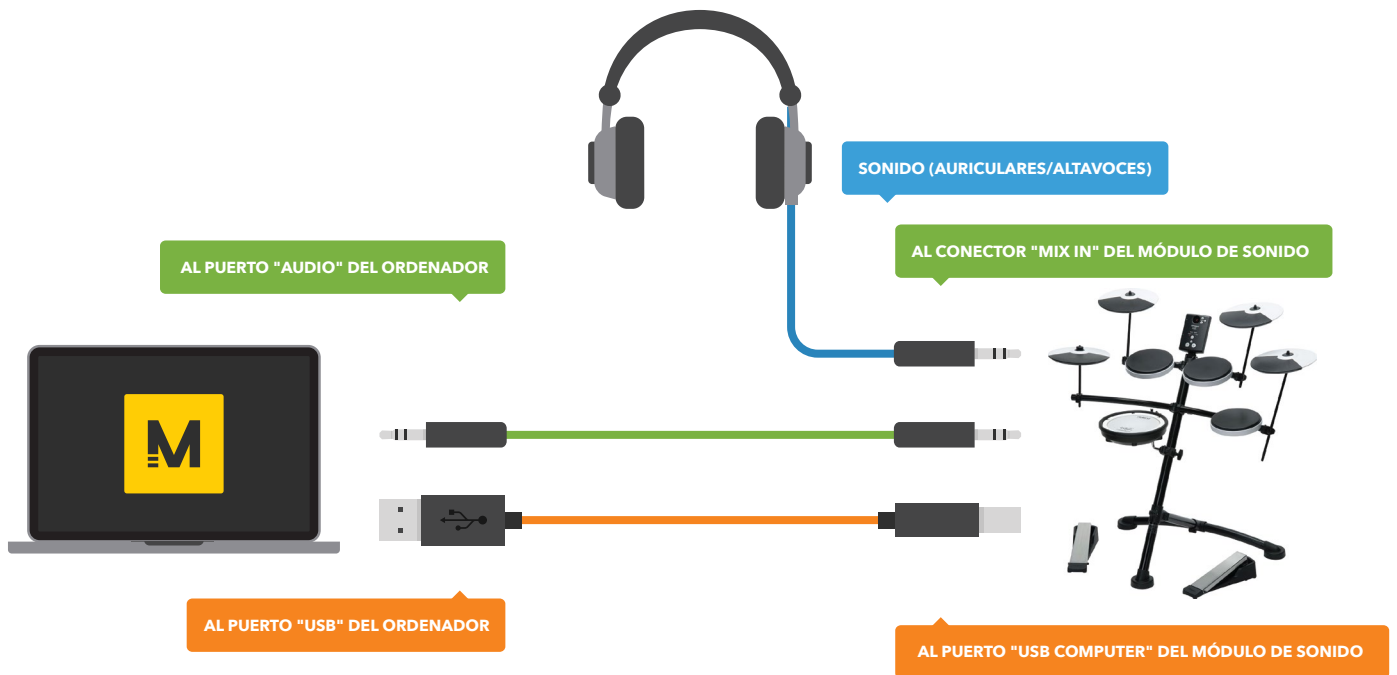 SONIDO (AURICULARES/ALTAVOCES)
AL PUERTO "AUDIO" DEL ORDENADOR
AL CONECTOR "MIX IN" DEL MÓDULO DE SONIDO
M
AL PUERTO "USB" DEL ORDENADOR
AL PUERTO "USB COMPUTER" DEL MÓDULO DE SONIDO